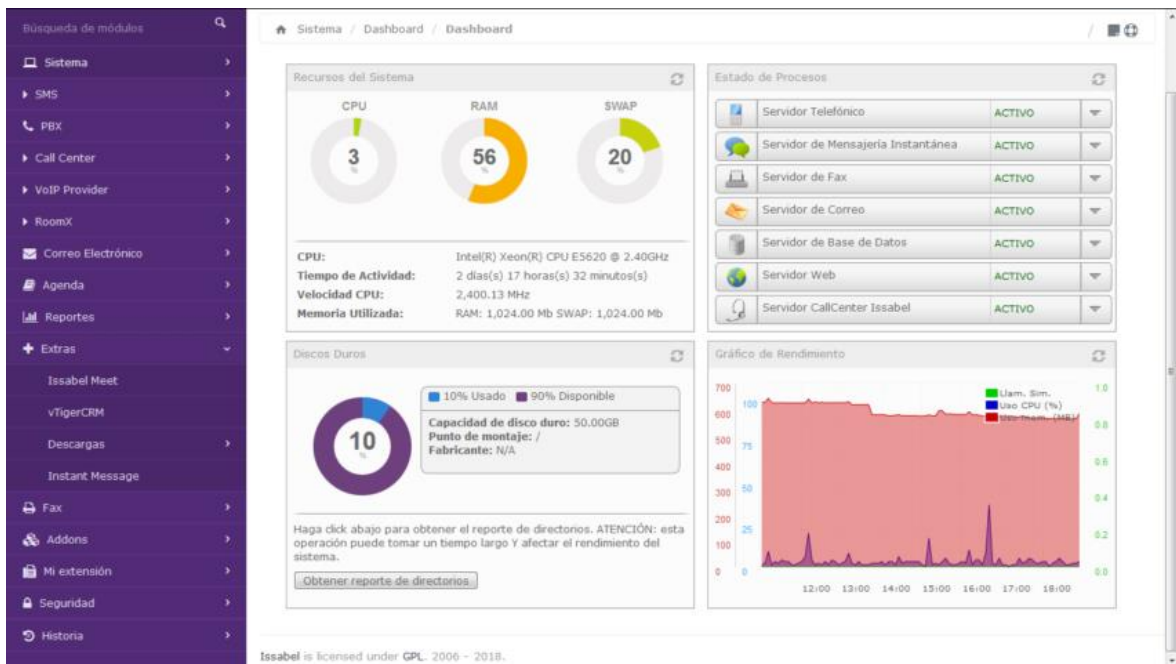 Búsqueda de módulos
Sistema
SMS
PBX
Call Center
VoIP Provider
RoomX
Correo Electrónico
Agenda
Reportes
Extras
Issabel Meet
vTigerCRM
Descargas
Instant Message
Fax
Addons
Mi extensión
Seguridad
Historia
Sistema / Dashboard / Dashboard
/
Recursos del Sistema
CPU RAM SWAP
3 56 20
% % %
CPU: Intel(R) Xeon(R) CPU E5620 @ 2.40GHz
Tiempo de Actividad: 2 días(s) 17 horas(s) 32 minutos(s)
Velocidad CPU: 2,400.13 MHz
Memoria Utilizada: RAM: 1,024.00 Mb SWAP: 1,024.00 Mb
Estado de Procesos
Servidor Telefónico ACTIVO
Servidor de Mensajería Instantánea ACTIVO
Servidor de Fax ACTIVO
Servidor de Correo ACTIVO
Servidor de Base de Datos ACTIVO
Servidor Web ACTIVO
Servidor CallCenter Issabel ACTIVO
Discos Duros
10
%
10% Usado 90% Disponible
Capacidad de disco duro: 50.00GB
Punto de montaje: /
Fabricante: N/A
Haga click abajo para obtener el reporte de directorios. ATENCIÓN: esta
operación puede tomar un tiempo largo Y afectar el rendimiento del
sistema.
Obtener reporte de directorios
Gráfico de Rendimiento
Llam. Sim.
Uso CPU (%)
Uso mem. (MB)
700
600
500
400
300
200
100
0
100
75
50
25
0
1.0
0.8
0.6
0.4
0.2
0.0
12:00 13:00 14:00 15:00 16:00 17:00 18:00
Issabel is licensed under GPL. 2006 - 2018.